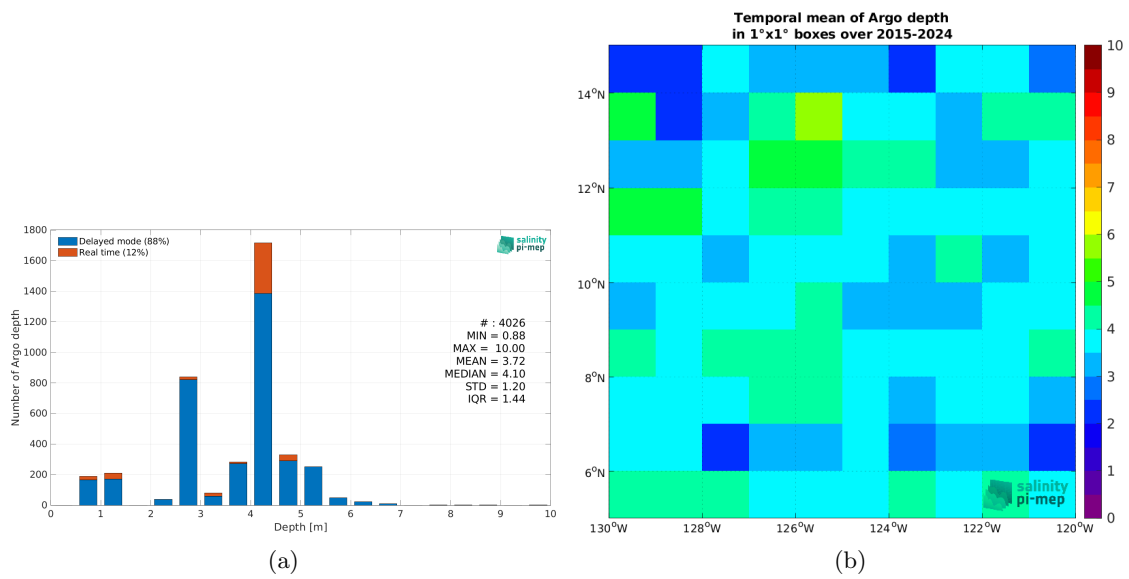 Temporal mean of Argo depth
in 1°x1° boxes over 2015-2024
1800
1600
1400
1200
1000
800
600
400
200
0
Number of Argo depth
Delayed mode (88%)
Real time (12%)
salinity
pi-mep
# : 4026
MIN = 0.88
MAX = 10.00
MEAN = 3.72
MEDIAN = 4.10
STD = 1.20
IQR = 1.44
0 1 2 3 4 5 6 7 8 9 10
Depth [m]
(a)
14°N
12°N
10°N
8°N
6°N
130°W 128°W 126°W 124°W 122°W 120°W
salinity
pi-mep
10
9
8
7
6
5
4
3
2
1
0
(b)